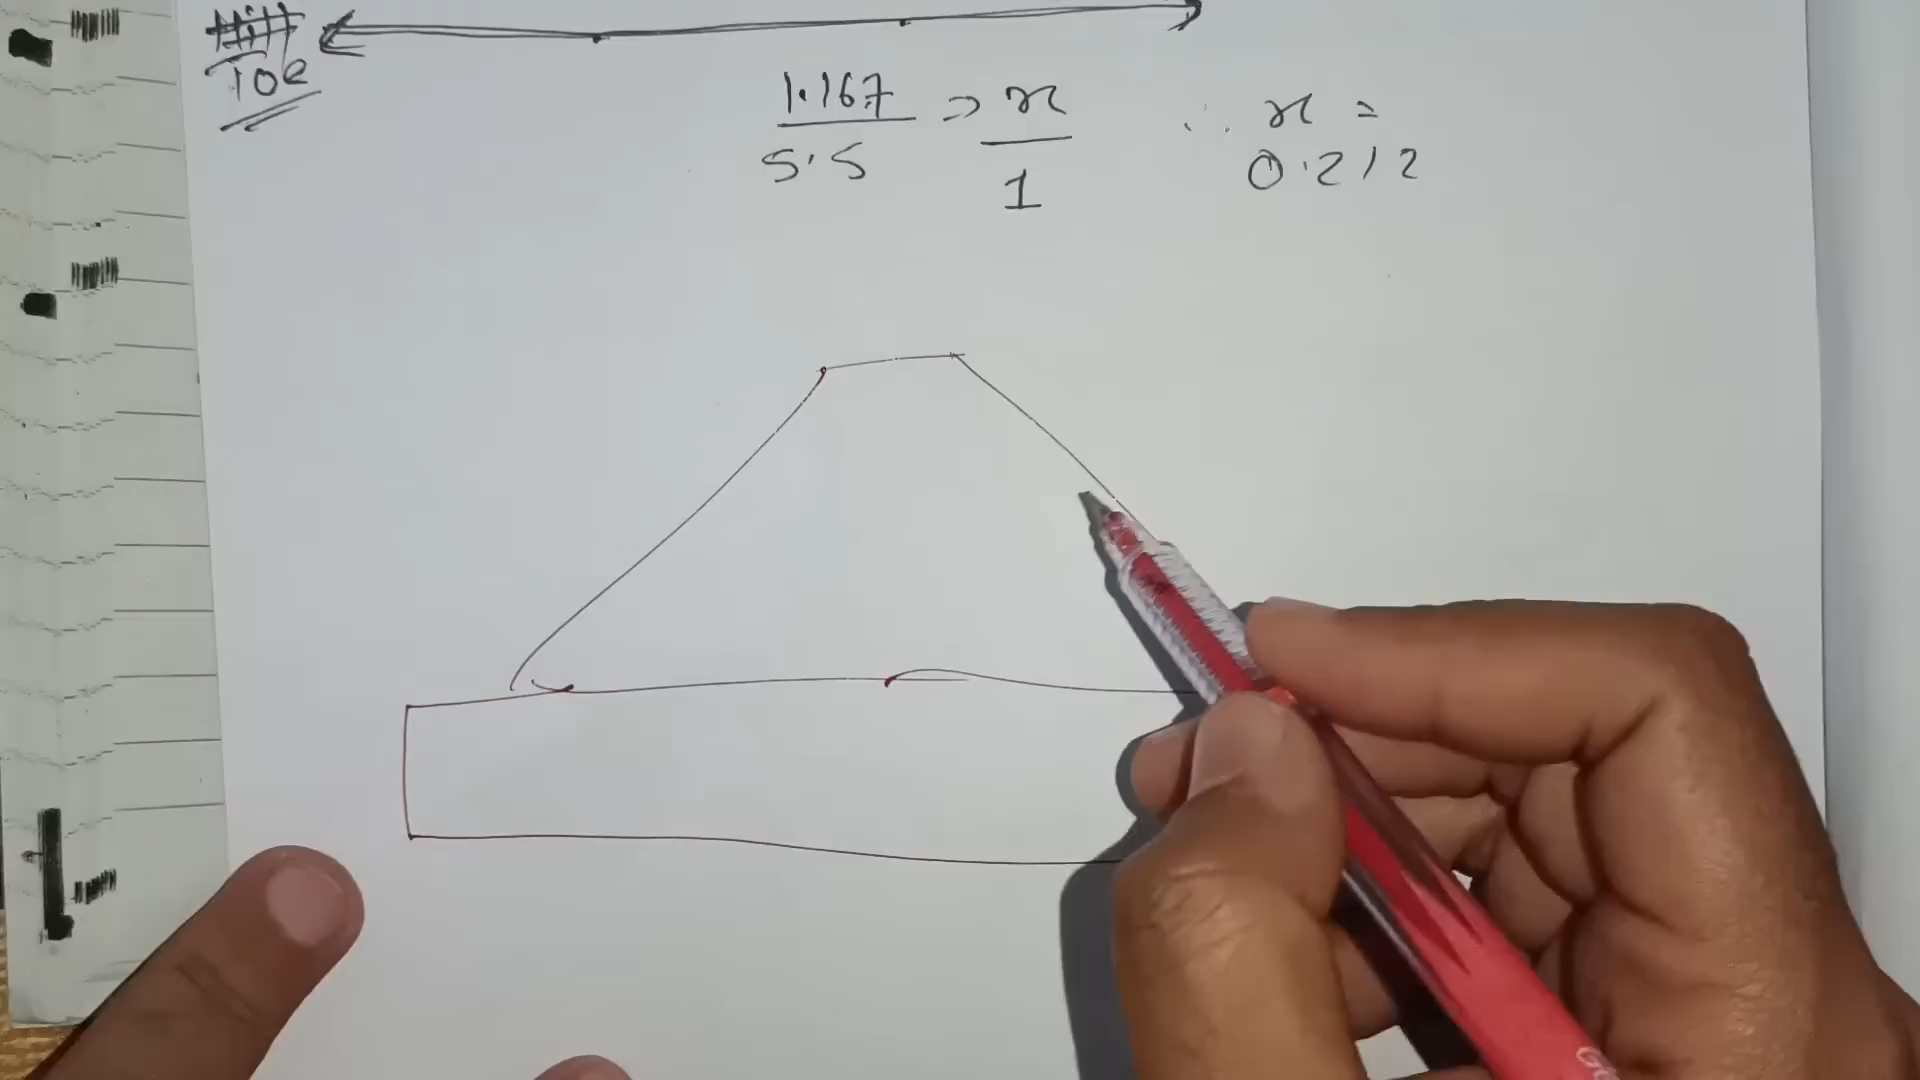 Toe
1.167 => x ∴ x =
5.5 1 0.212